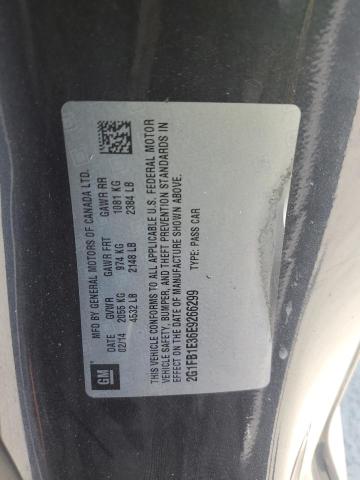 MFD BY GENERAL MOTORS OF CANADA LTD.
DATE GVWR GAWR FRT GAWR RR
02/14 2055 KG 974 KG 1081 KG
4532 LB 2148 LB 2384 LB
THIS VEHICLE CONFORMS TO ALL APPLICABLE U.S. FEDERAL MOTOR
VEHICLE SAFETY, BUMPER, AND THEFT PREVENTION STANDARDS IN
EFFECT ON THE DATE OF MANUFACTURE SHOWN ABOVE.
2G1FB1E36E9266299 TYPE: PASS CAR
GM